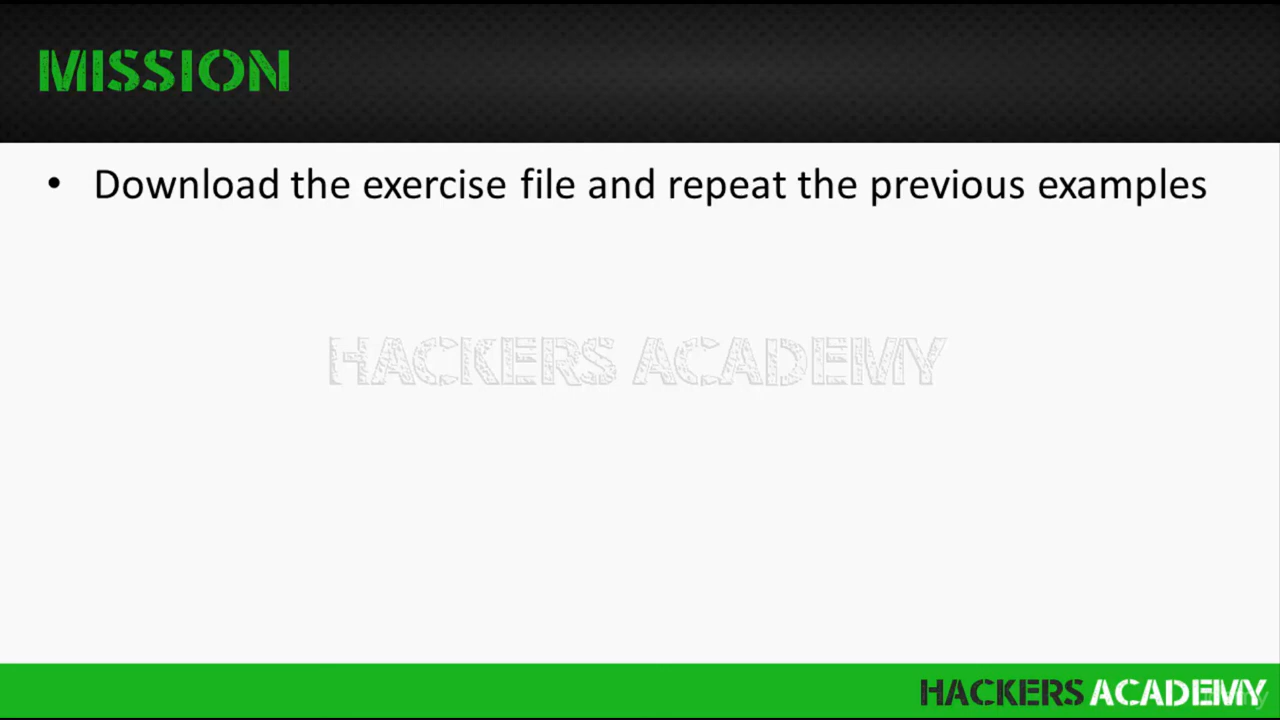 MISSION
• Download the exercise file and repeat the previous examples
HACKERS ACADEMY
HACKERS ACADEMY